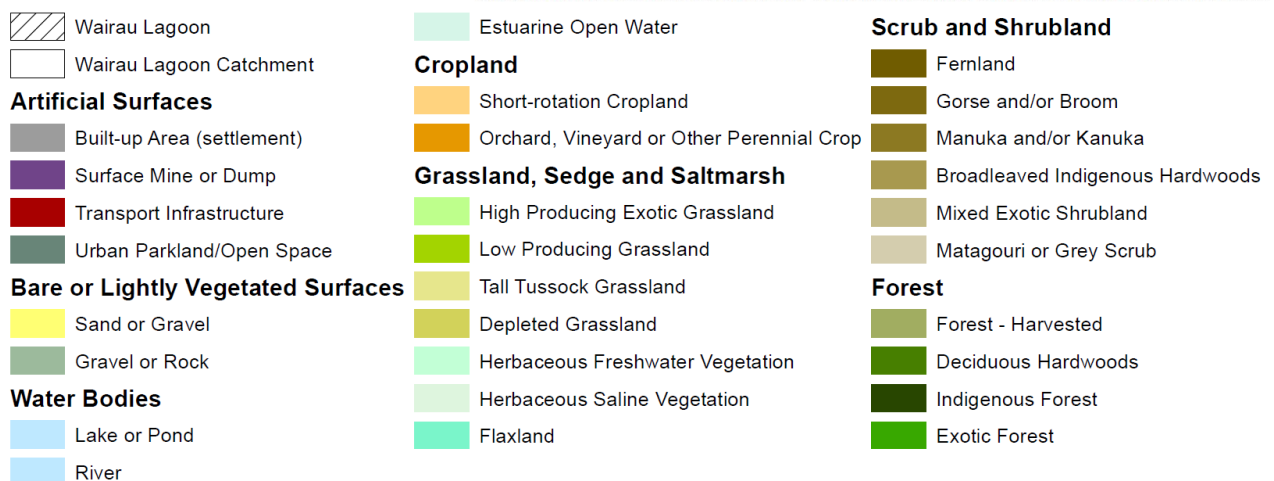 Wairau Lagoon
Wairau Lagoon Catchment
Artificial Surfaces
Built-up Area (settlement)
Surface Mine or Dump
Transport Infrastructure
Urban Parkland/Open Space
Bare or Lightly Vegetated Surfaces
Sand or Gravel
Gravel or Rock
Water Bodies
Lake or Pond
River
Estuarine Open Water
Cropland
Short-rotation Cropland
Orchard, Vineyard or Other Perennial Crop
Grassland, Sedge and Saltmarsh
High Producing Exotic Grassland
Low Producing Grassland
Tall Tussock Grassland
Depleted Grassland
Herbaceous Freshwater Vegetation
Herbaceous Saline Vegetation
Flaxland
Scrub and Shrubland
Fernland
Gorse and/or Broom
Manuka and/or Kanuka
Broadleaved Indigenous Hardwoods
Mixed Exotic Shrubland
Matagouri or Grey Scrub
Forest
Forest - Harvested
Deciduous Hardwoods
Indigenous Forest
Exotic Forest